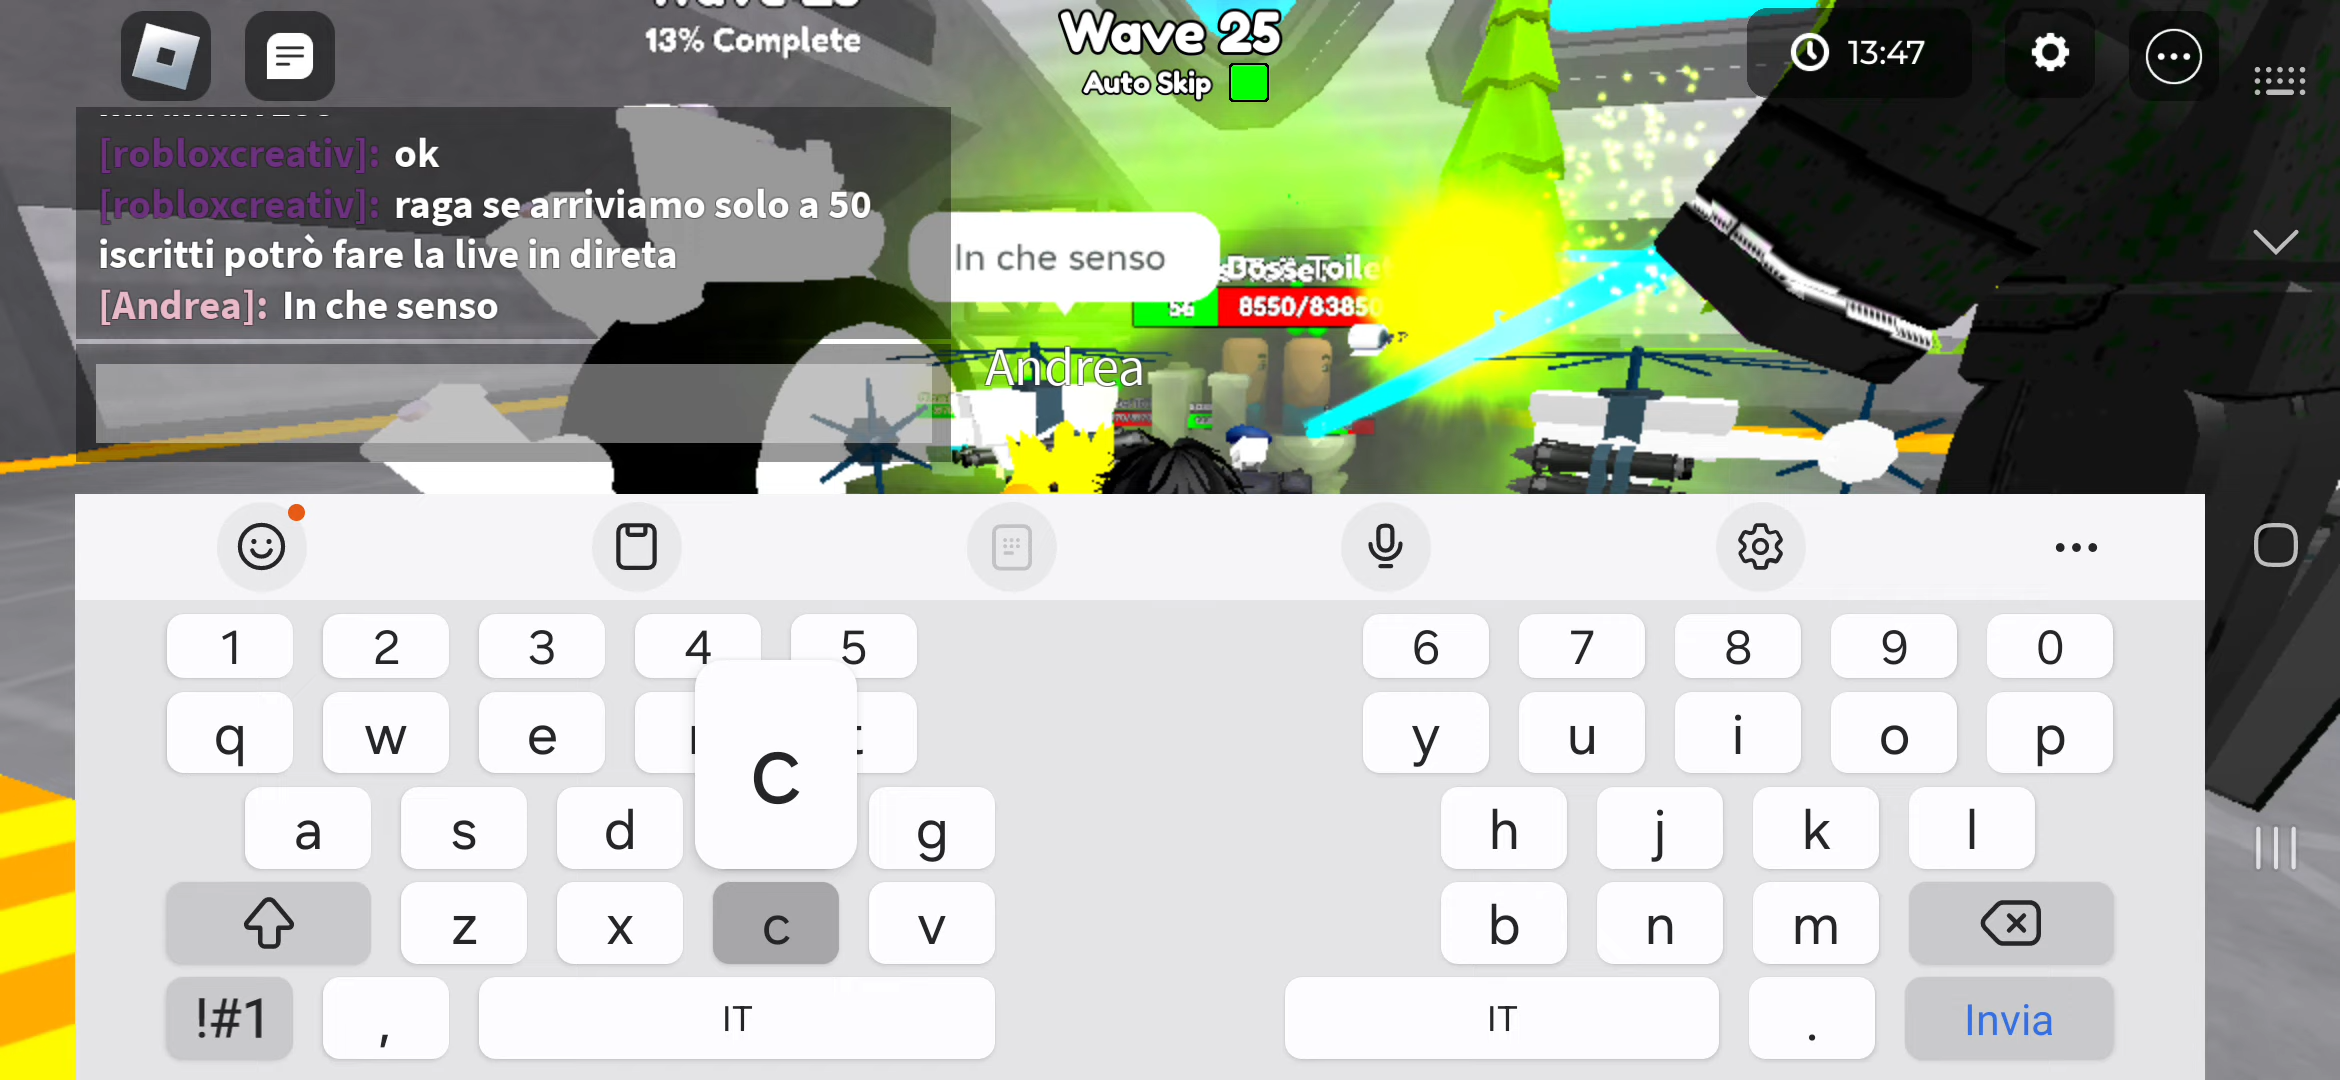 13% Complete
Wave 25
Auto Skip
13:47
[robloxcreativ]: ok
[robloxcreativ]: raga se arriviamo solo a 50
iscritti potrò fare la live in direta
[Andrea]: In che senso
In che senso
8550/83850
Andrea
1 2 3 4 5 6 7 8 9 0
q w e t y u i o p
c
a s d g h j k l
z x c v b n m
!#1 , IT IT . Invia